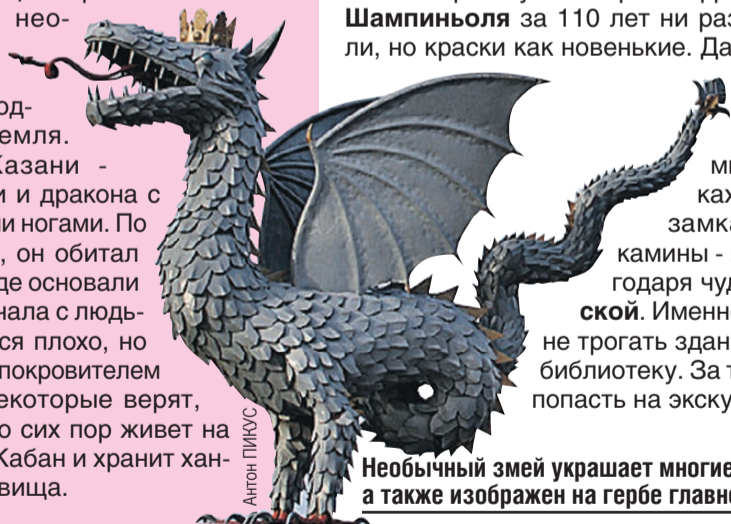 нео-
од-
емля.
Казани -
и и дракона с
ми ногами. По
, он обитал
де основали
чала с людь-
ся плохо, но
покровителем
екоторые верят,
о сих пор живет на
Кабан и хранит хан-
вища.
Антон ПИКУС
Шампиньоля за 110 лет ни раз
ли, но краски как новенькие. Да
ках
замка
камины -
годаря чуд
ской. Именно
не трогать здан
библиотеку. За т
попасть на экску
Необычный змей украшает многие
а также изображен на гербе главно